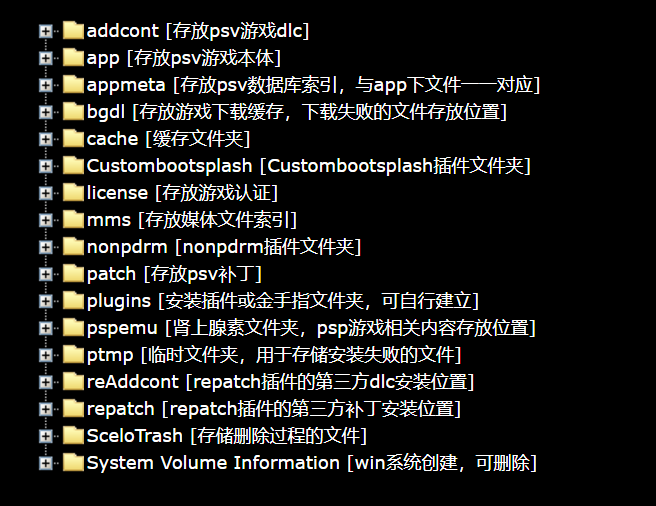 addcont [存放psv游戏dlc]
app [存放psv游戏本体]
appmeta [存放psv数据库索引，与app下文件一一对应]
bgdl [存放游戏下载缓存，下载失败的文件存放位置]
cache [缓存文件夹]
Custombootsplash [Custombootsplash插件文件夹]
license [存放游戏认证]
mms [存放媒体文件索引]
nonpdrm [nonpdrm插件文件夹]
patch [存放psv补丁]
plugins [安装插件或金手指文件夹，可自行建立]
pspemu [肾上腺素文件夹，psp游戏相关内容存放位置]
ptmp [临时文件夹，用于存储安装失败的文件]
reAddcont [repatch插件的第三方dlc安装位置]
repatch [repatch插件的第三方补丁安装位置]
SceloTrash [存储删除过程的文件]
System Volume Information [win系统创建，可删除]